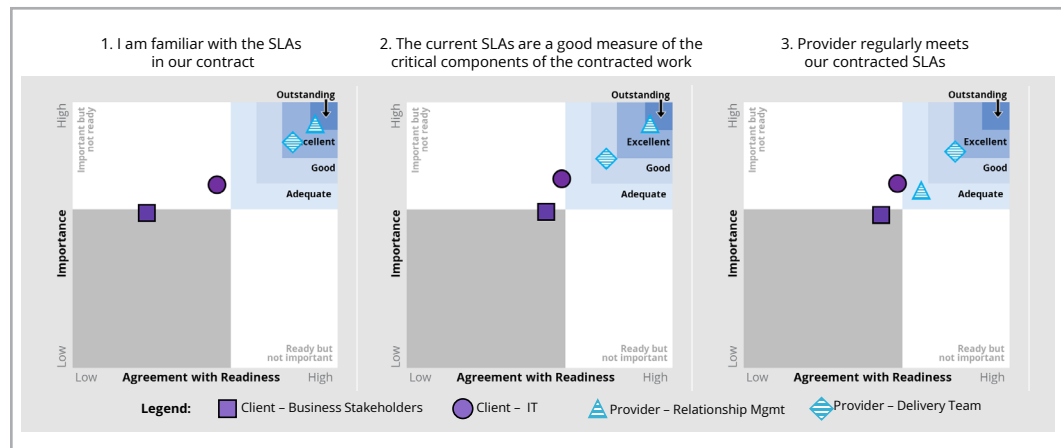 1. I am familiar with the SLAs
in our contract
2. The current SLAs are a good measure of the
critical components of the contracted work
3. Provider regularly meets
our contracted SLAs
High
Important but
not ready
Outstanding
Excellent
Good
Adequate
Importance
Ready but
not important
Low
Low
Agreement with Readiness
High
High
Important but
not ready
Outstanding
Excellent
Good
Adequate
Importance
Ready but
not important
Low
Low
Agreement with Readiness
High
High
Important but
not ready
Outstanding
Excellent
Good
Adequate
Importance
Ready but
not important
Low
Low
Agreement with Readiness
High
Legend:
Client – Business Stakeholders
Client – IT
Provider – Relationship Mgmt
Provider – Delivery Team